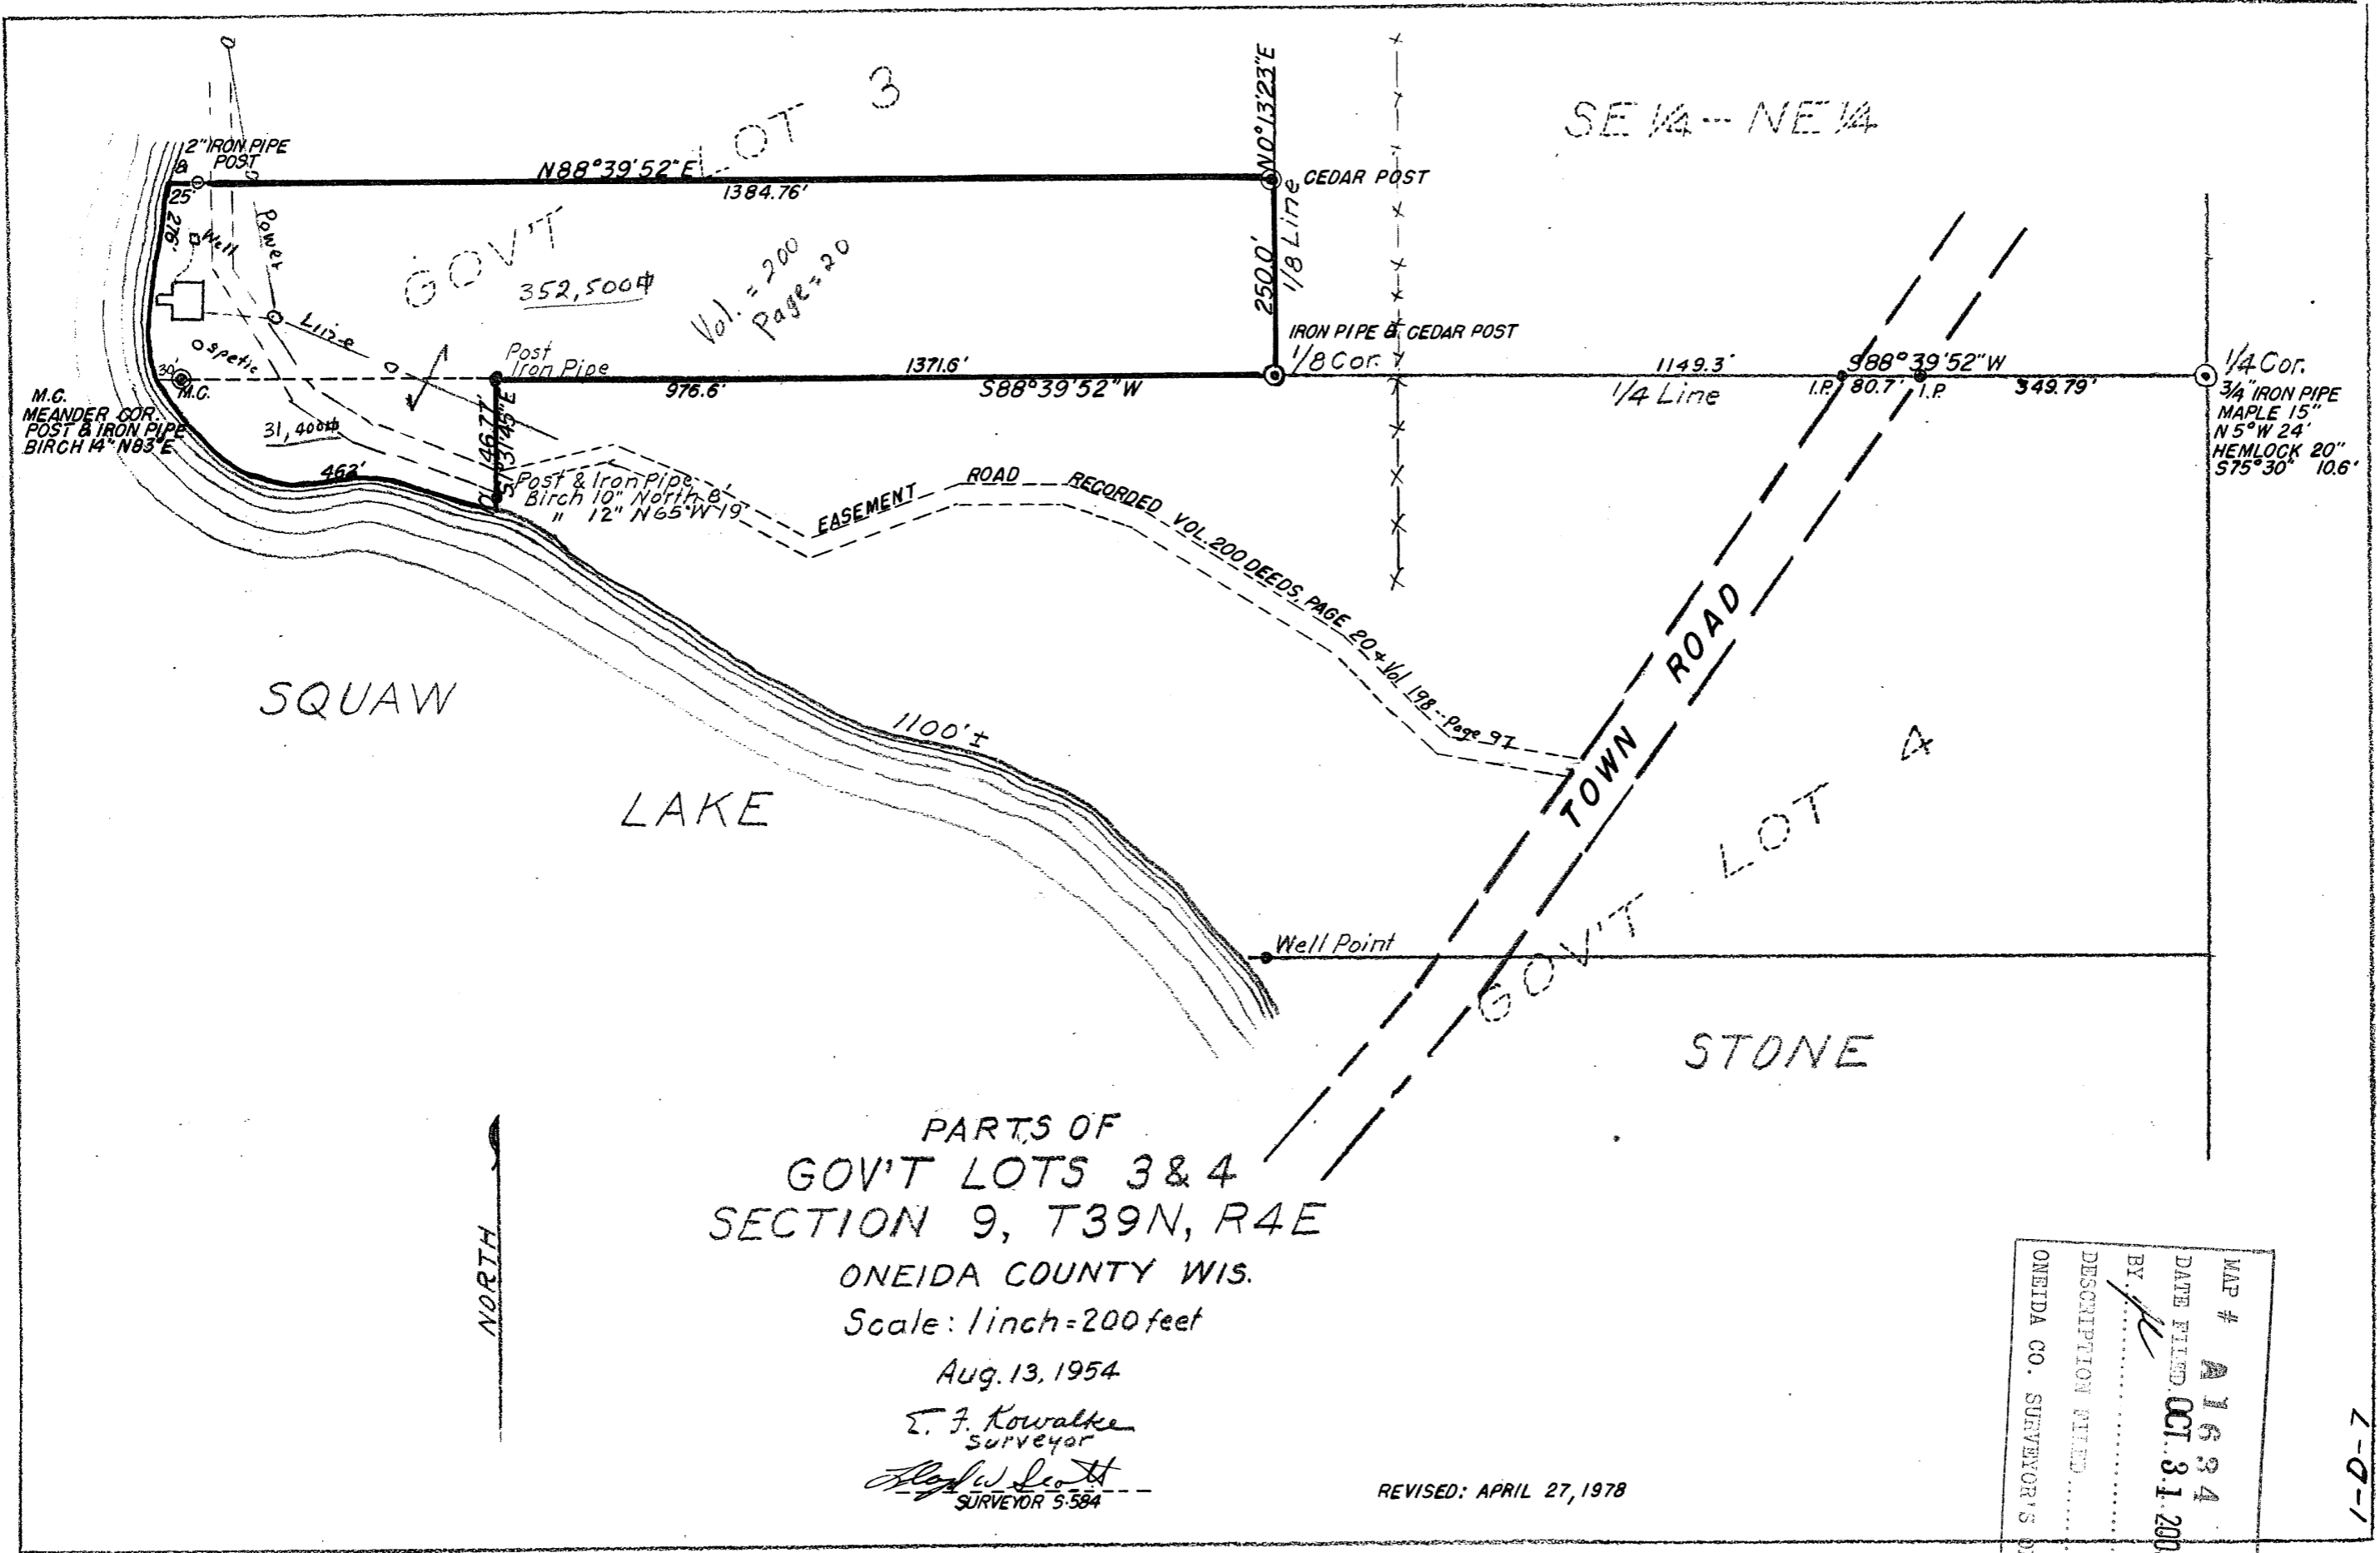 GOV'T LOT 3
SE 1/4 -- NE 1/4
2" IRON PIPE
& POST
25'
276'
Well
Power
Line
N88°39'52"E
1384.76'
N0°13'23"E
CEDAR POST
1/8 Line
250.0'
352,500⏍
Vol. = 200
Page = 20
IRON PIPE & CEDAR POST
1/8 Cor.
O spetic
30'
M.C.
M.C.
MEANDER COR.
POST & IRON PIPE
BIRCH 14" N83°E
31,400⏍
462'
Post
Iron Pipe
976.6'
1371.6'
S88°39'52"W
146.77'
S1°31'45"E
Post & Iron Pipe
Birch 10" North 8'
" 12" N65°W 19'
1149.3'
1/4 Line
S88°39'52"W
I.P.
80.7'
I.P.
349.79'
1/4 Cor.
3/4" IRON PIPE
MAPLE 15"
N5°W 24'
HEMLOCK 20"
S75°30" 10.6'
EASEMENT ROAD RECORDED VOL. 200 DEEDS, PAGE 20 & Vol 198 -- Page 97
TOWN ROAD
SQUAW
LAKE
1100'±
GOV'T LOT 4
Well Point
STONE
NORTH
PARTS OF
GOV'T LOTS 3 & 4
SECTION 9, T39N, R4E
ONEIDA COUNTY WIS.
Scale: 1 inch = 200 feet
Aug. 13, 1954
E. F. Kowalke
Surveyor
Lloyd W Scott
SURVEYOR S-584
REVISED: APRIL 27, 1978
MAP # A1634
DATE FILED OCT 31 200
BY
DESCRIPTION FILED
ONEIDA CO. SURVEYOR'S
1-D-7